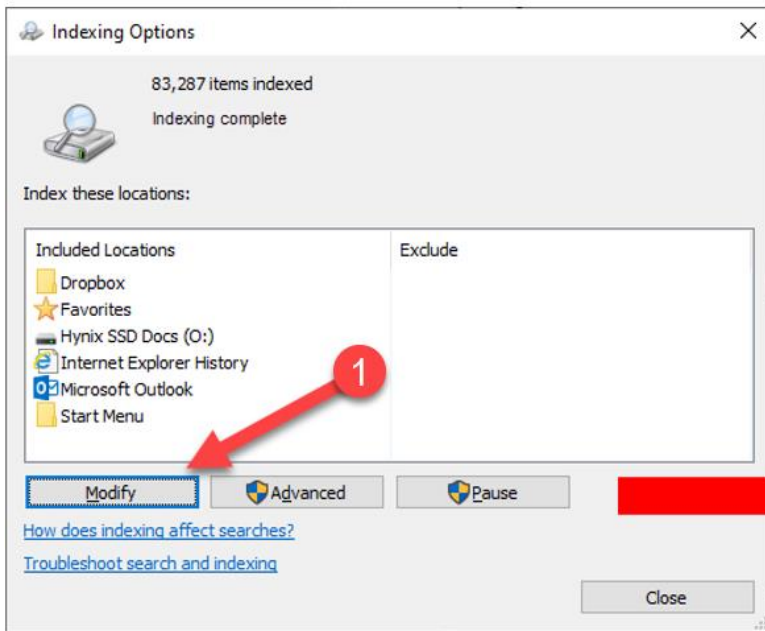 Indexing Options
83,287 items indexed
Indexing complete
Index these locations:
Included Locations
Exclude
Dropbox
Favorites
Hynix SSD Docs (O:)
Internet Explorer History
Microsoft Outlook
Start Menu
1
Modify
Advanced
Pause
How does indexing affect searches?
Troubleshoot search and indexing
Close